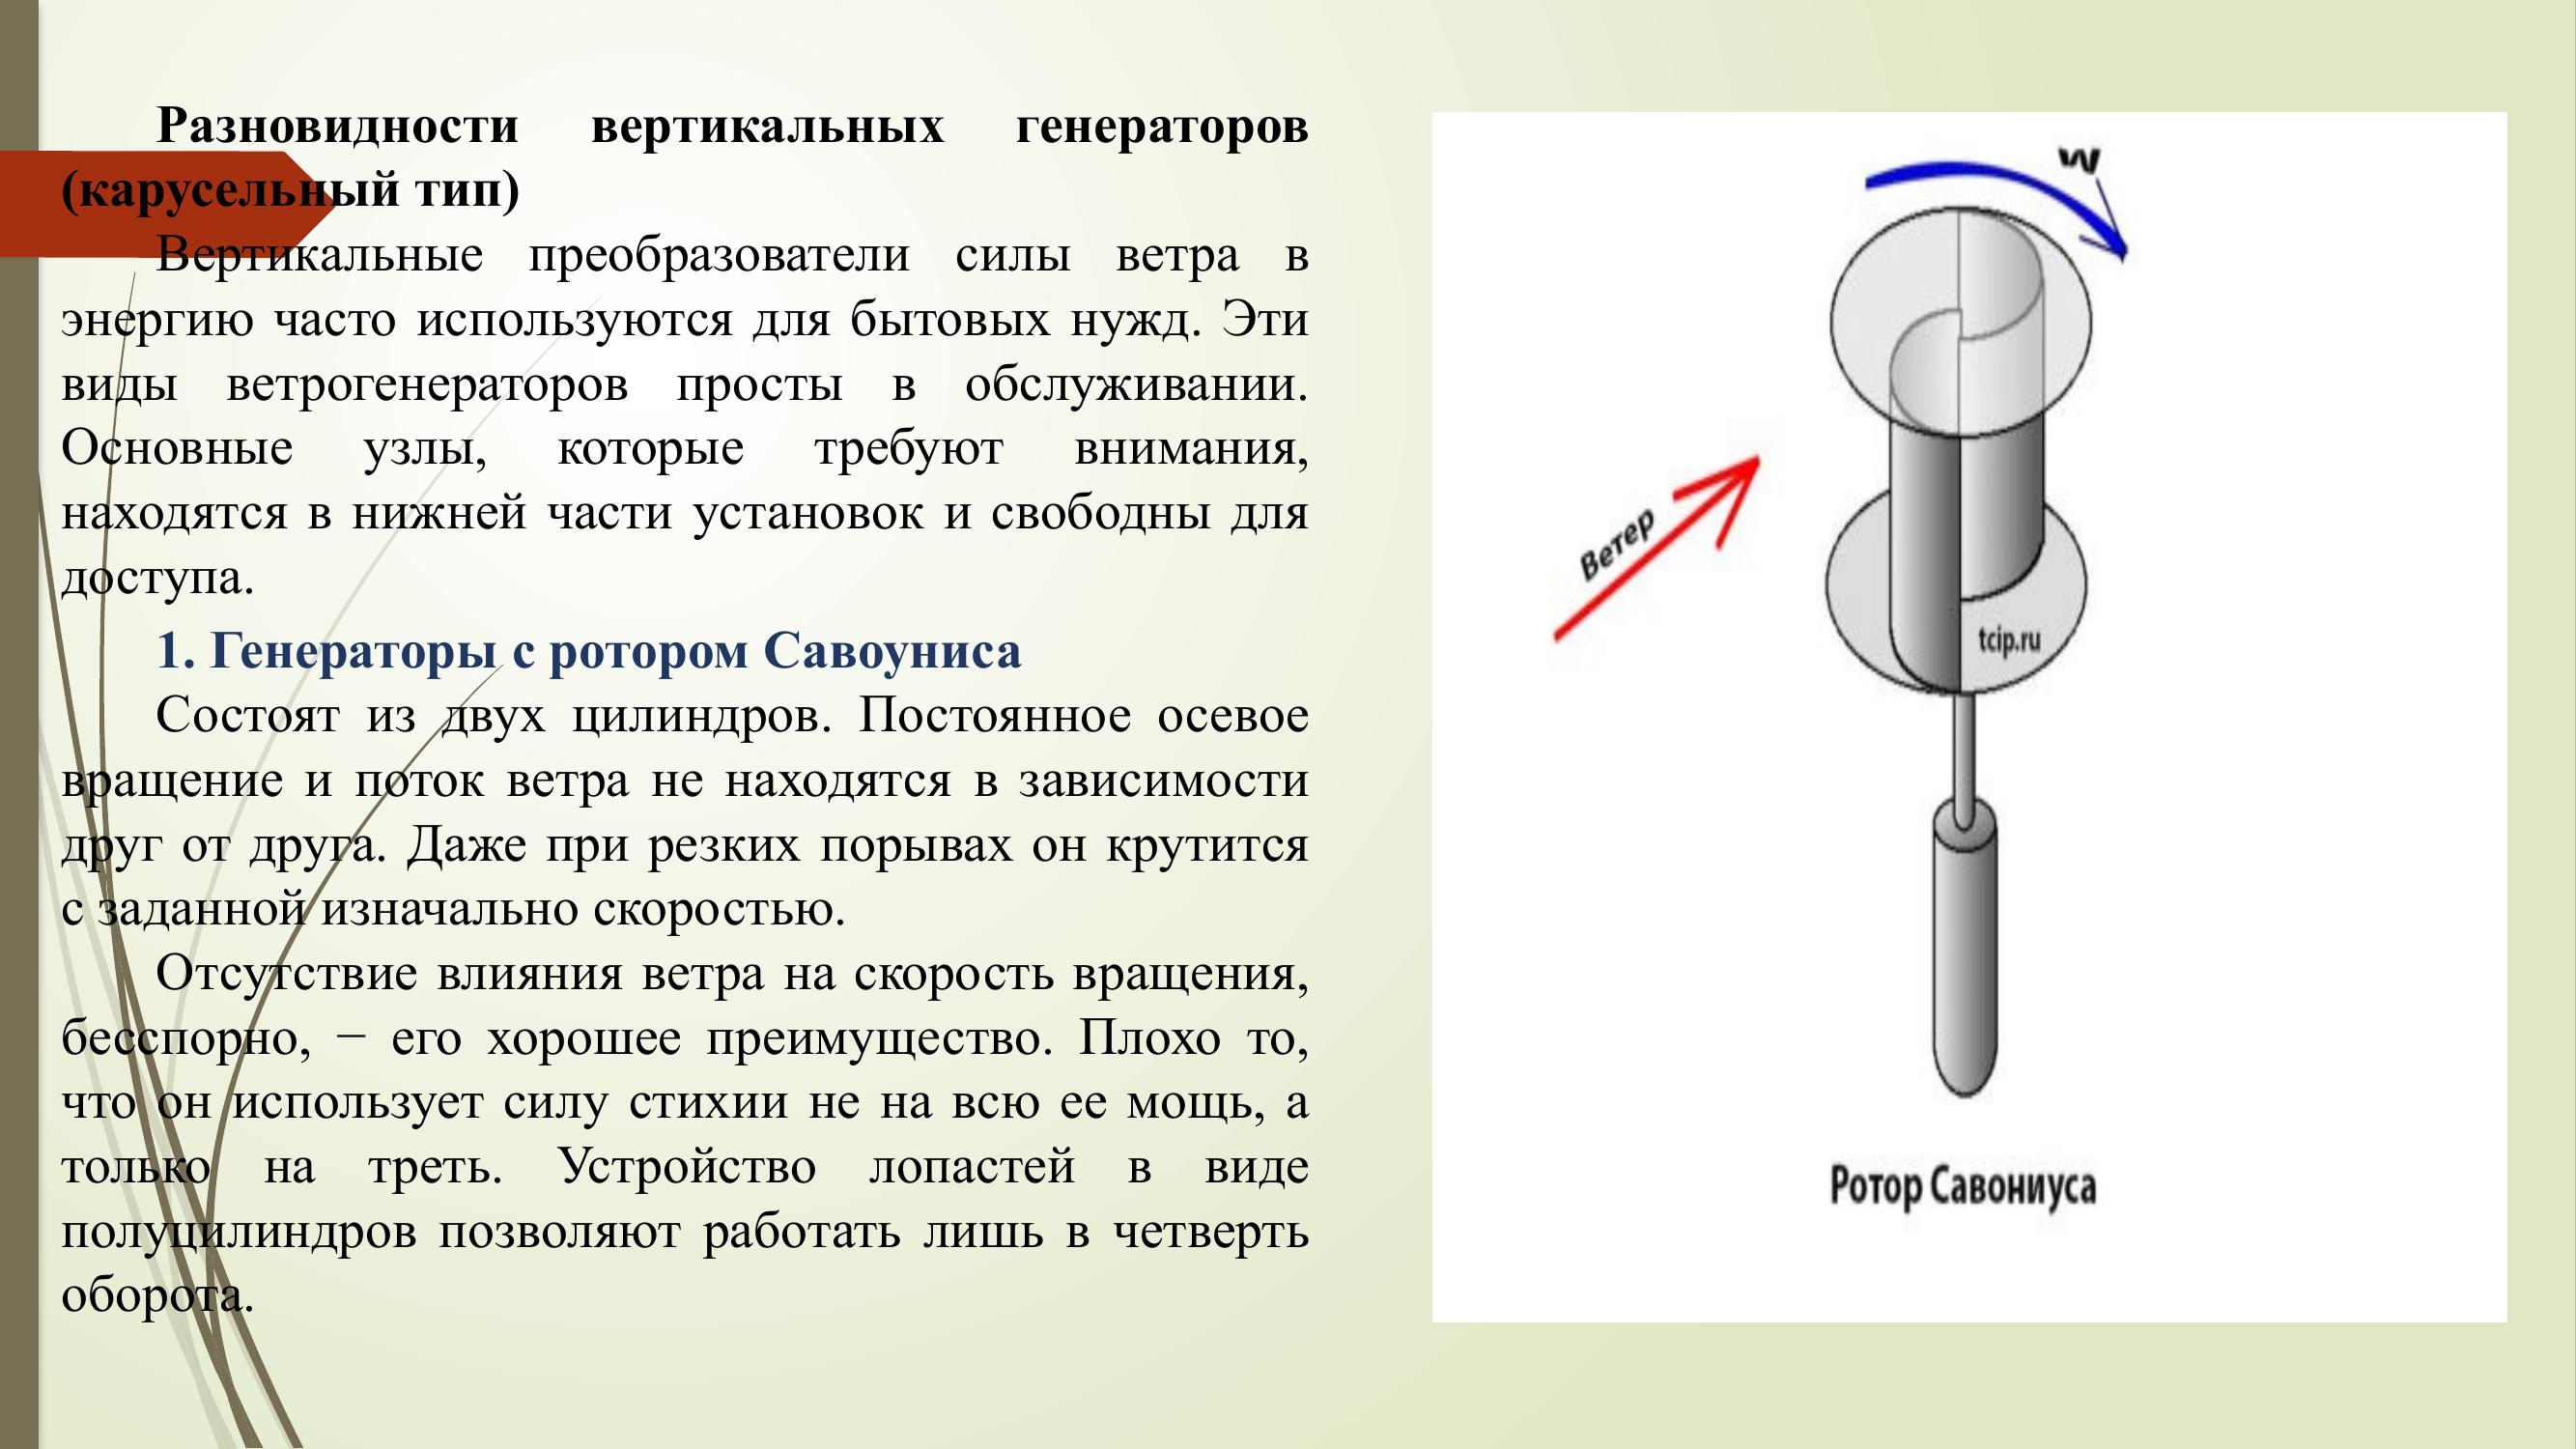 Разновидности вертикальных генераторов
(карусельный тип)
Вертикальные преобразователи силы ветра в
энергию часто используются для бытовых нужд. Эти
виды ветрогенераторов просты в обслуживании.
Основные узлы, которые требуют внимания,
находятся в нижней части установок и свободны для
доступа.
1. Генераторы с ротором Савоуниса
Состоят из двух цилиндров. Постоянное осевое
вращение и поток ветра не находятся в зависимости
друг от друга. Даже при резких порывах он крутится
с заданной изначально скоростью.
Отсутствие влияния ветра на скорость вращения,
бесспорно, − его хорошее преимущество. Плохо то,
что он использует силу стихии не на всю ее мощь, а
только на треть. Устройство лопастей в виде
полуцилиндров позволяют работать лишь в четверть
оборота.
w
Ветер
tcip.ru
Ротор Савониуса